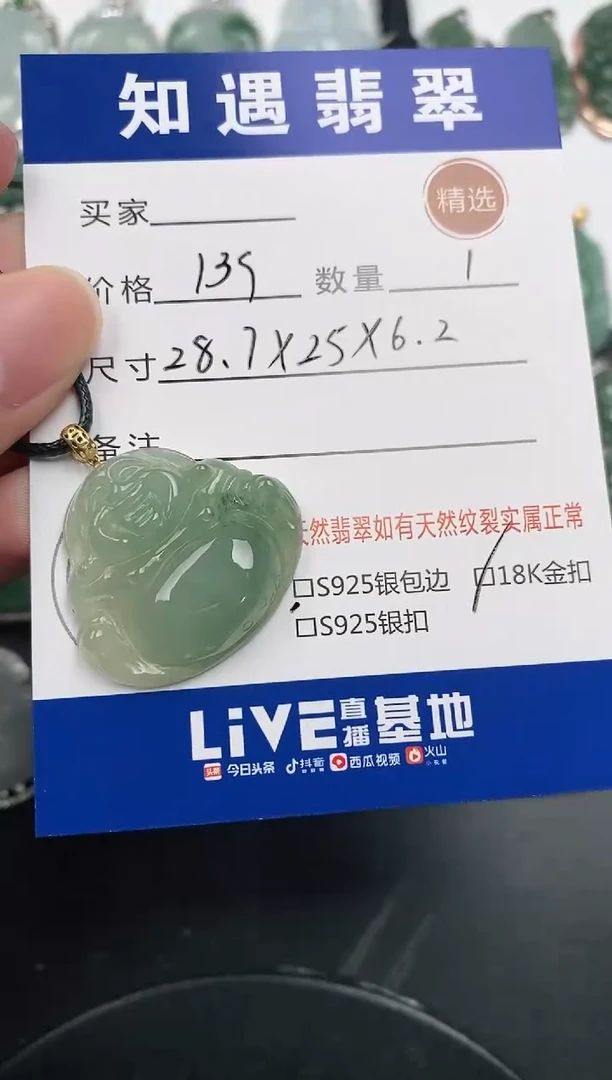 知遇翡翠
买家
精选
价格 139 数量 1
尺寸 28.7X25X6.2
备注
天然翡翠如有天然纹裂实属正常
□S925银包边 □18K金扣
□S925银扣
LiVE直播基地
头条 今日头条 抖音 西瓜视频 火山